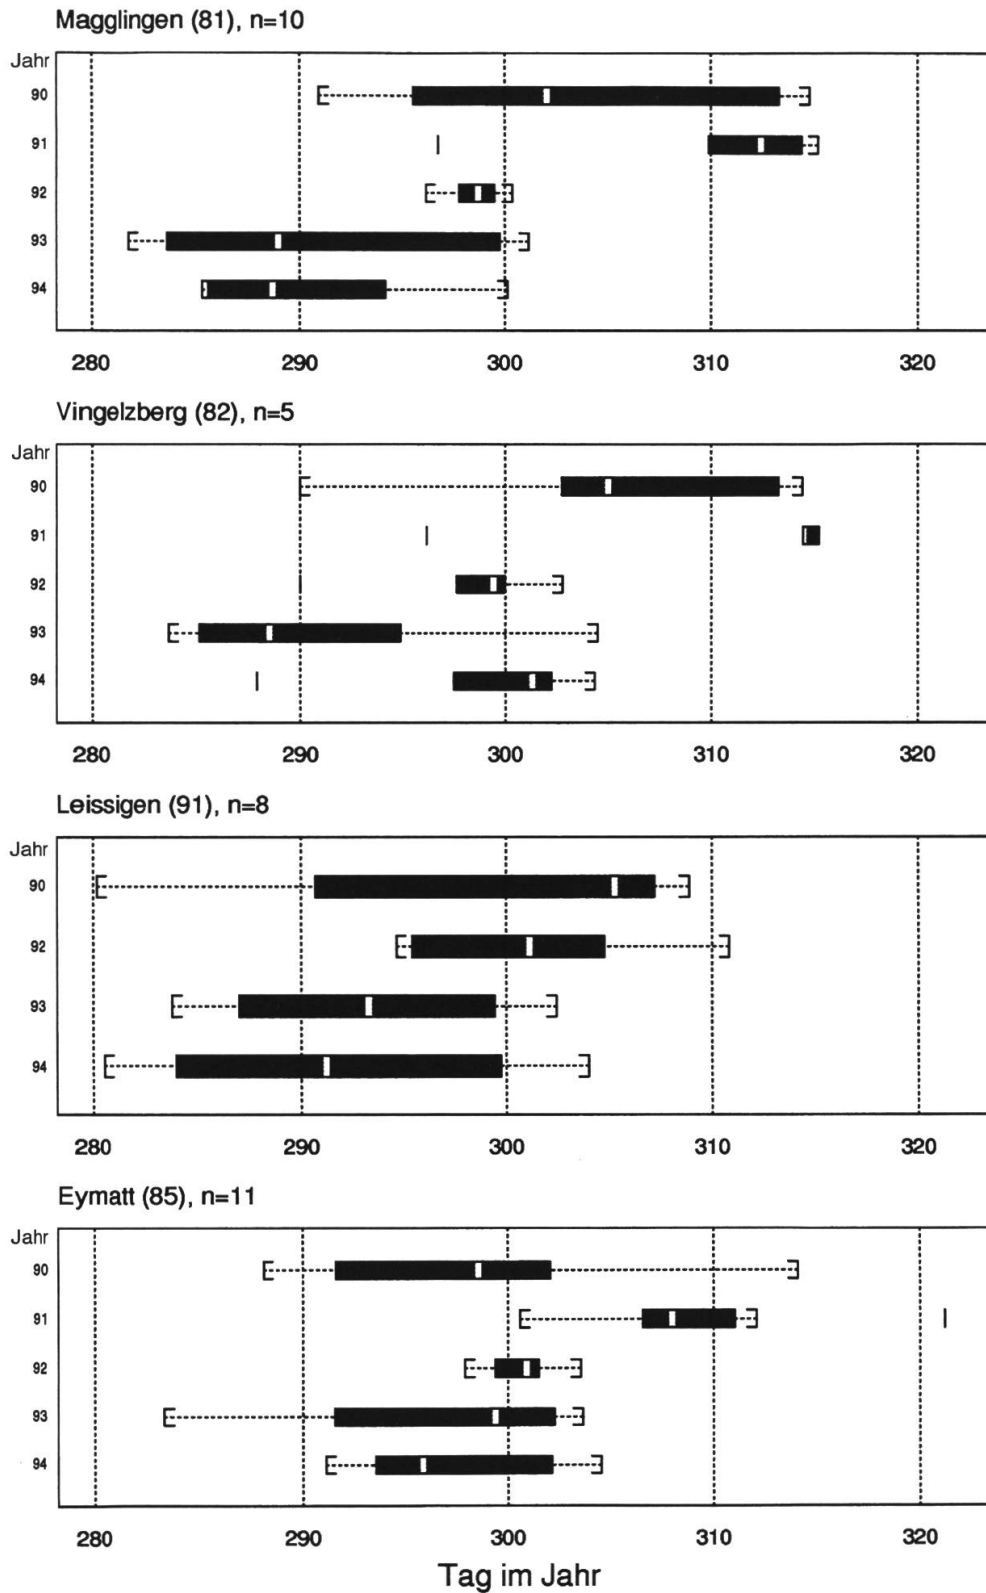 Magglingen (81), n=10
Jahr
90
91
92
93
94
280 290 300 310 320
Vingelzberg (82), n=5
Jahr
90
91
92
93
94
280 290 300 310 320
Leissigen (91), n=8
Jahr
90
92
93
94
280 290 300 310 320
Eymatt (85), n=11
Jahr
90
91
92
93
94
280 290 300 310 320
Tag im Jahr